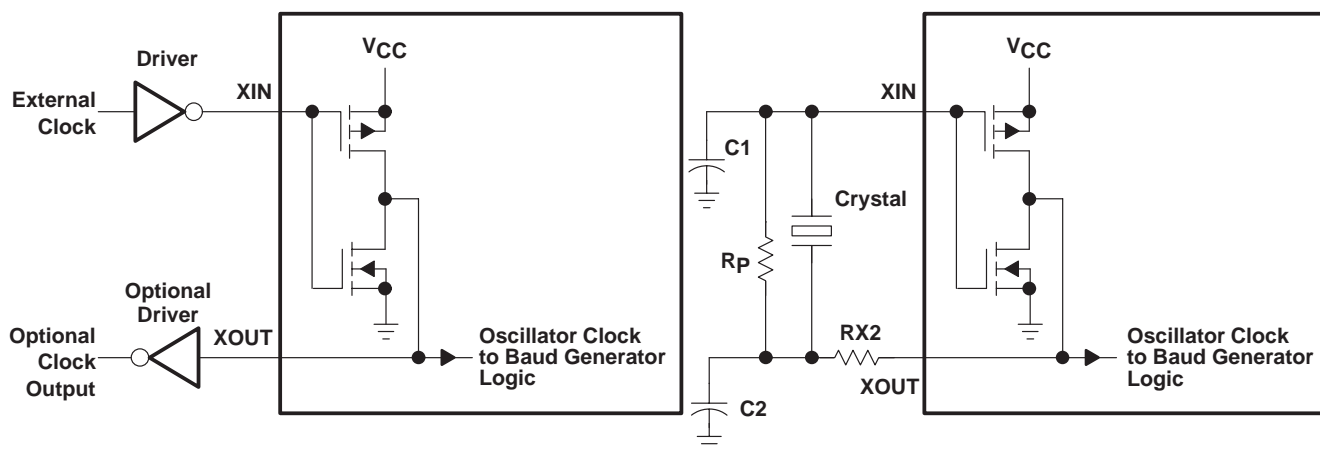 Driver
External
Clock
XIN
VCC
Optional
Driver
Optional
Clock
Output
XOUT
Oscillator Clock
to Baud Generator
Logic
C1
Crystal
RP
RX2
C2
XIN
XOUT
VCC
Oscillator Clock
to Baud Generator
Logic